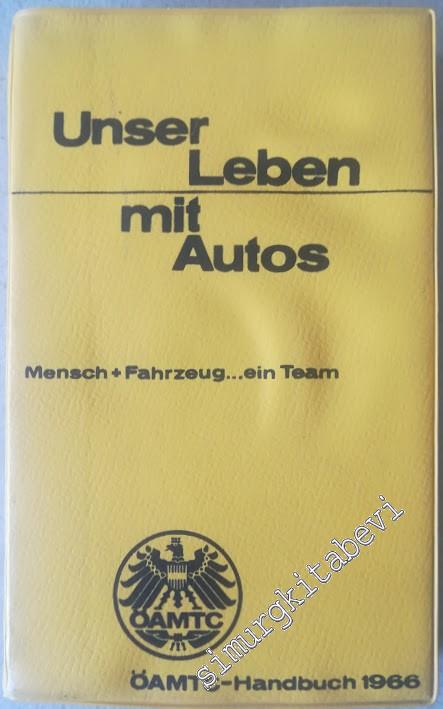 Unser
Leben
mit
Autos
Mensch+Fahrzeug...ein Team
ÖAMTC
ÖAMTC-Handbuch 1966
simurgkitabevi